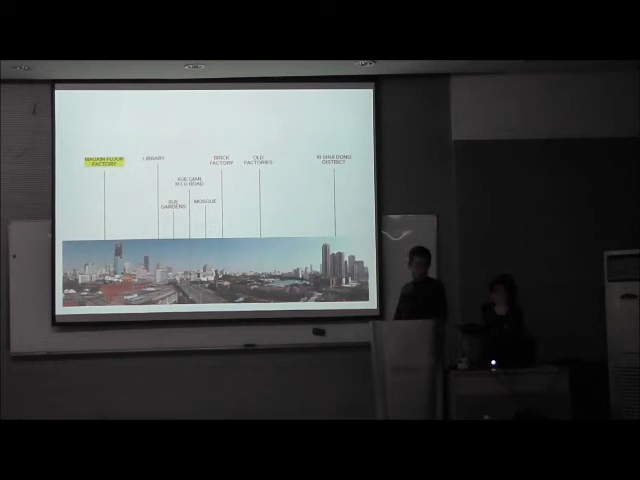 MAOXIN FLOUR
FACTORY
LIBRARY
BRICK
FACTORY
OLD
FACTORIES
XI SHUI DONG
DISTRICT
XUE QIAN
XI LU ROAD
XUE
GARDENS
MOSQUE